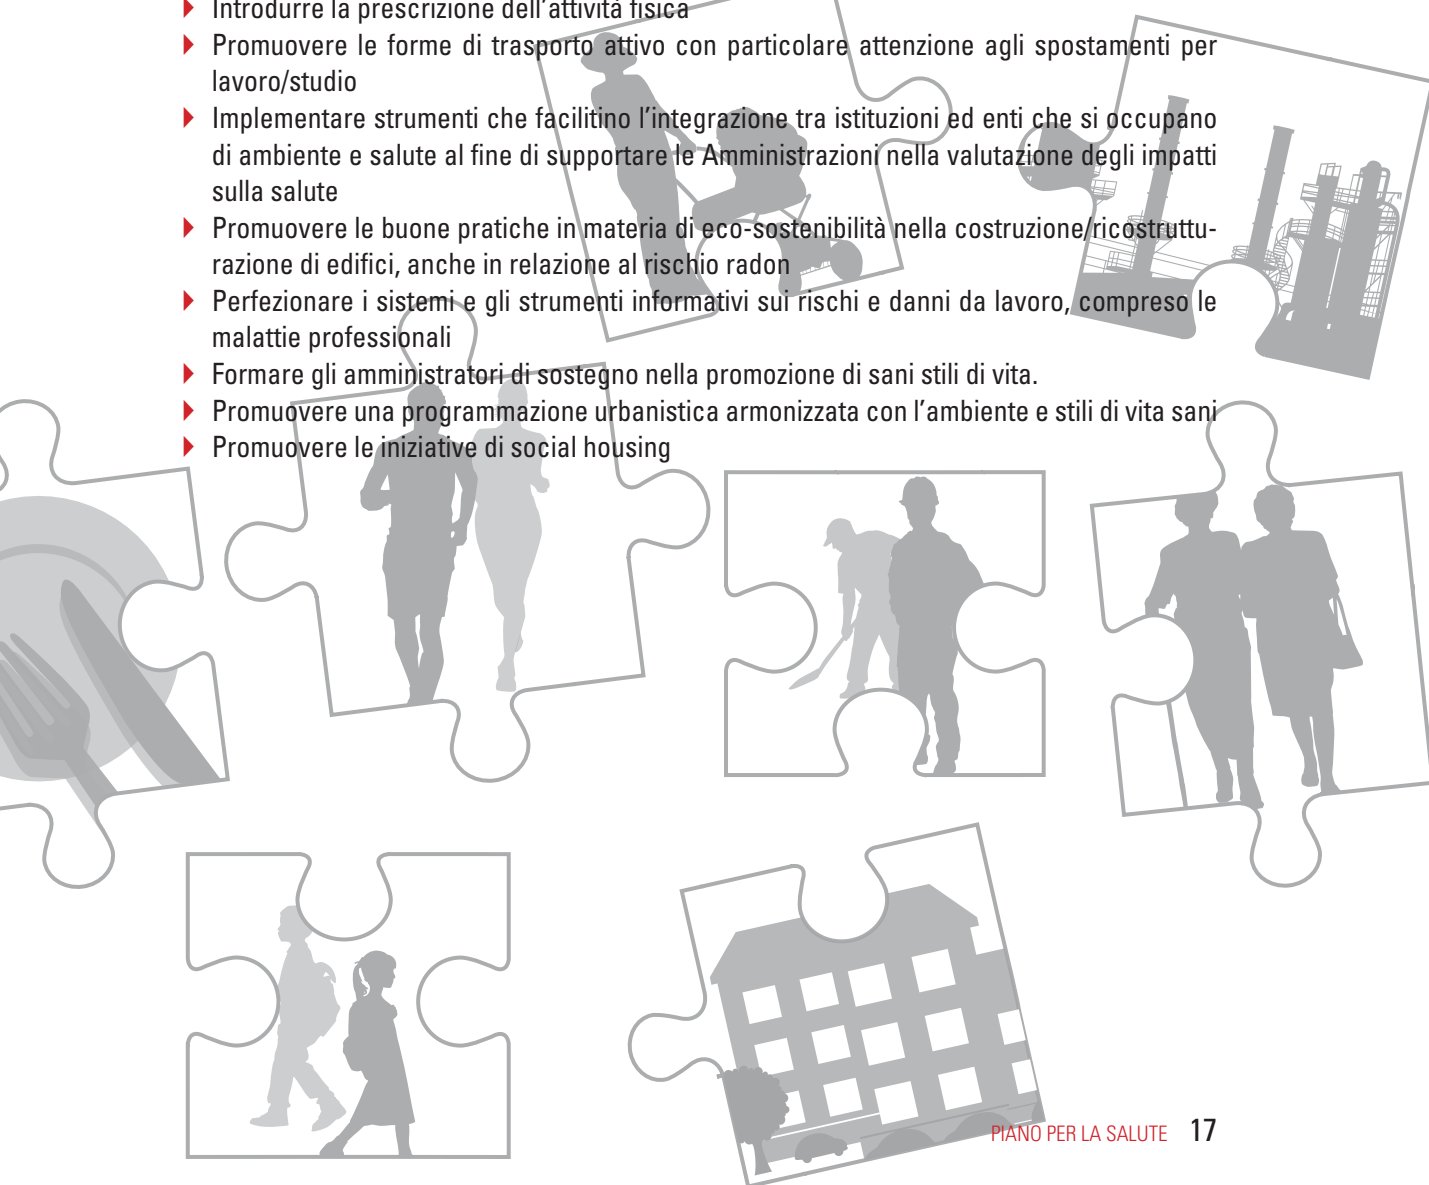 Introdurre la prescrizione dell'attività fisica
Promuovere le forme di trasporto attivo con particolare attenzione agli spostamenti per
lavoro/studio
Implementare strumenti che facilitino l'integrazione tra istituzioni ed enti che si occupano
di ambiente e salute al fine di supportare le Amministrazioni nella valutazione degli impatti
sulla salute
Promuovere le buone pratiche in materia di eco-sostenibilità nella costruzione/ricostruttu-
razione di edifici, anche in relazione al rischio radon
Perfezionare i sistemi e gli strumenti informativi sui rischi e danni da lavoro, compreso le
malattie professionali
Formare gli amministratori di sostegno nella promozione di sani stili di vita.
Promuovere una programmazione urbanistica armonizzata con l'ambiente e stili di vita sani
Promuovere le iniziative di social housing
PIANO PER LA SALUTE 17